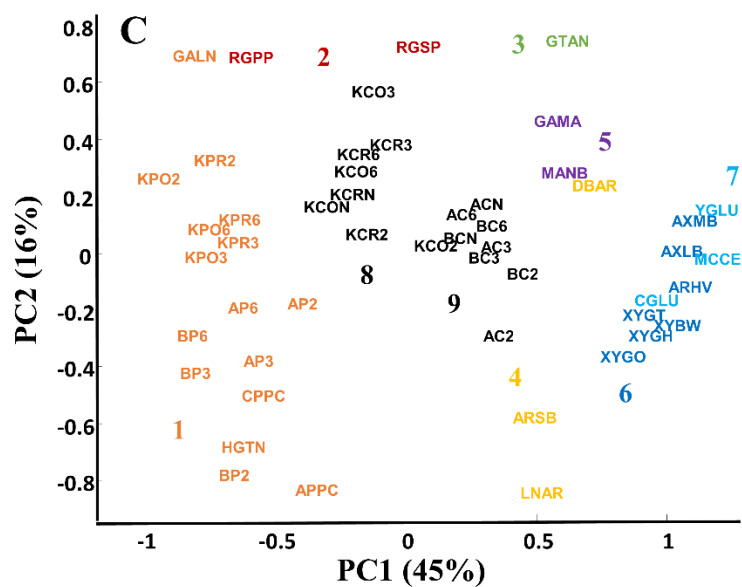 C
0.8
0.6
0.4
0.2
0
-0.2
-0.4
-0.6
-0.8
PC2 (16%)
GALN RGPP 2 RGSP 3 GTAN
KCO3
GAMA
5
KPR2 KCR6 KCR3
KPO2 KCO6 MANB
DBAR
7
KCRN
KCON ACN YGLU
KPR6 AC6 AXMB
KPO6 BC6
KPR3 KCR2 BCN
KPO3 KCO2 AC3 AXLB
BC3 MCCE
8 BC2
ARHV
AP6 AP2 9 CGLU
XYGT
XYBW
BP6 AC2 XYGH
AP3 XYGO
BP3 4
CPPC 6
1 ARSB
HGTN
BP2
APPC LNAR
-1 -0.5 0 0.5 1
PC1 (45%)